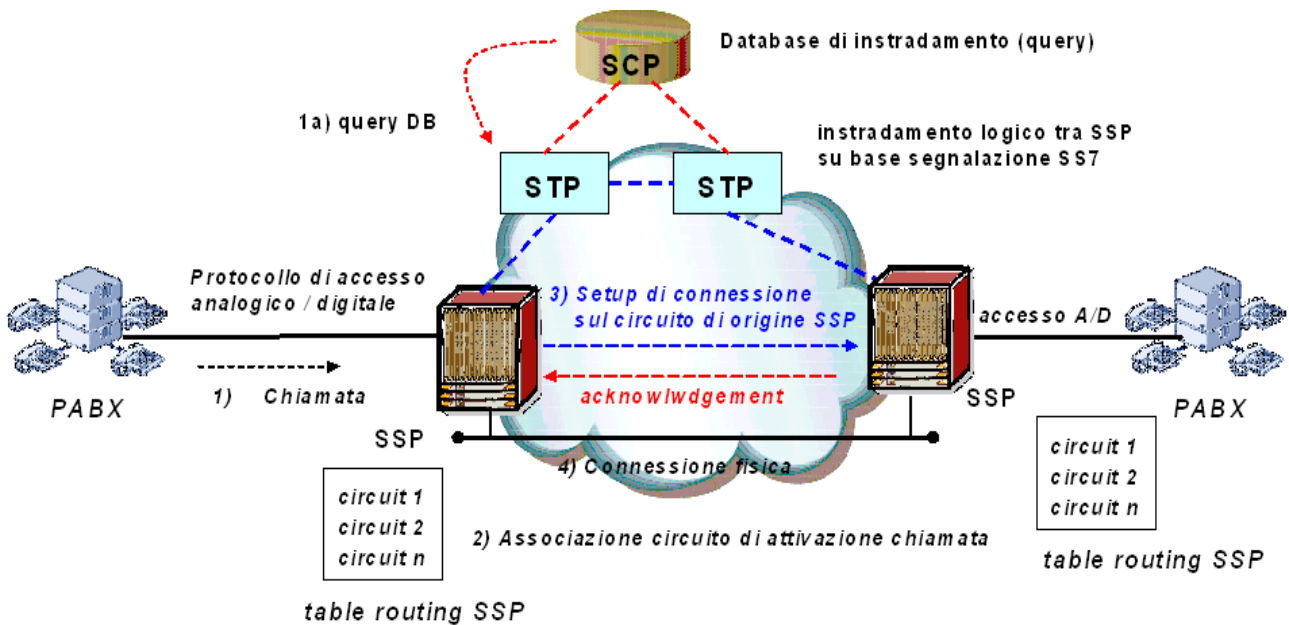 Database di instradamento (query)
SCP
1a) query DB
instradamento logico tra SSP
su base segnalazione SS7
STP
STP
Protocollo di accesso
analogico / digitale
3) Setup di connessione
sul circuito di origine SSP
accesso A/D
1) Chiamata
acknowlwdgement
PABX
SSP
SSP
PABX
4) Connessione fisica
circuit 1
circuit 2
circuit n
circuit 1
circuit 2
circuit n
2) Associazione circuito di attivazione chiamata
table routing SSP
table routing SSP